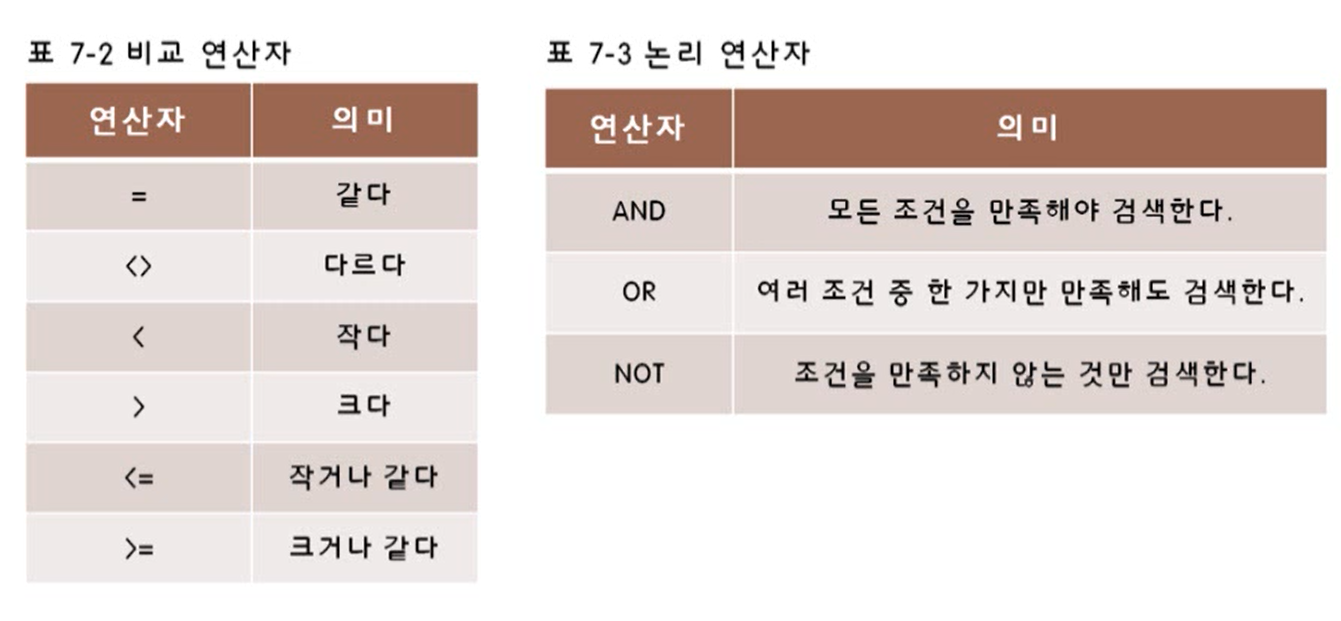 표 7-2 비교 연산자
연산자 의미
= 같다
<> 다르다
< 작다
> 크다
<= 작거나 같다
>= 크거나 같다
표 7-3 논리 연산자
연산자 의미
AND 모든 조건을 만족해야 검색한다.
OR 여러 조건 중 한 가지만 만족해도 검색한다.
NOT 조건을 만족하지 않는 것만 검색한다.